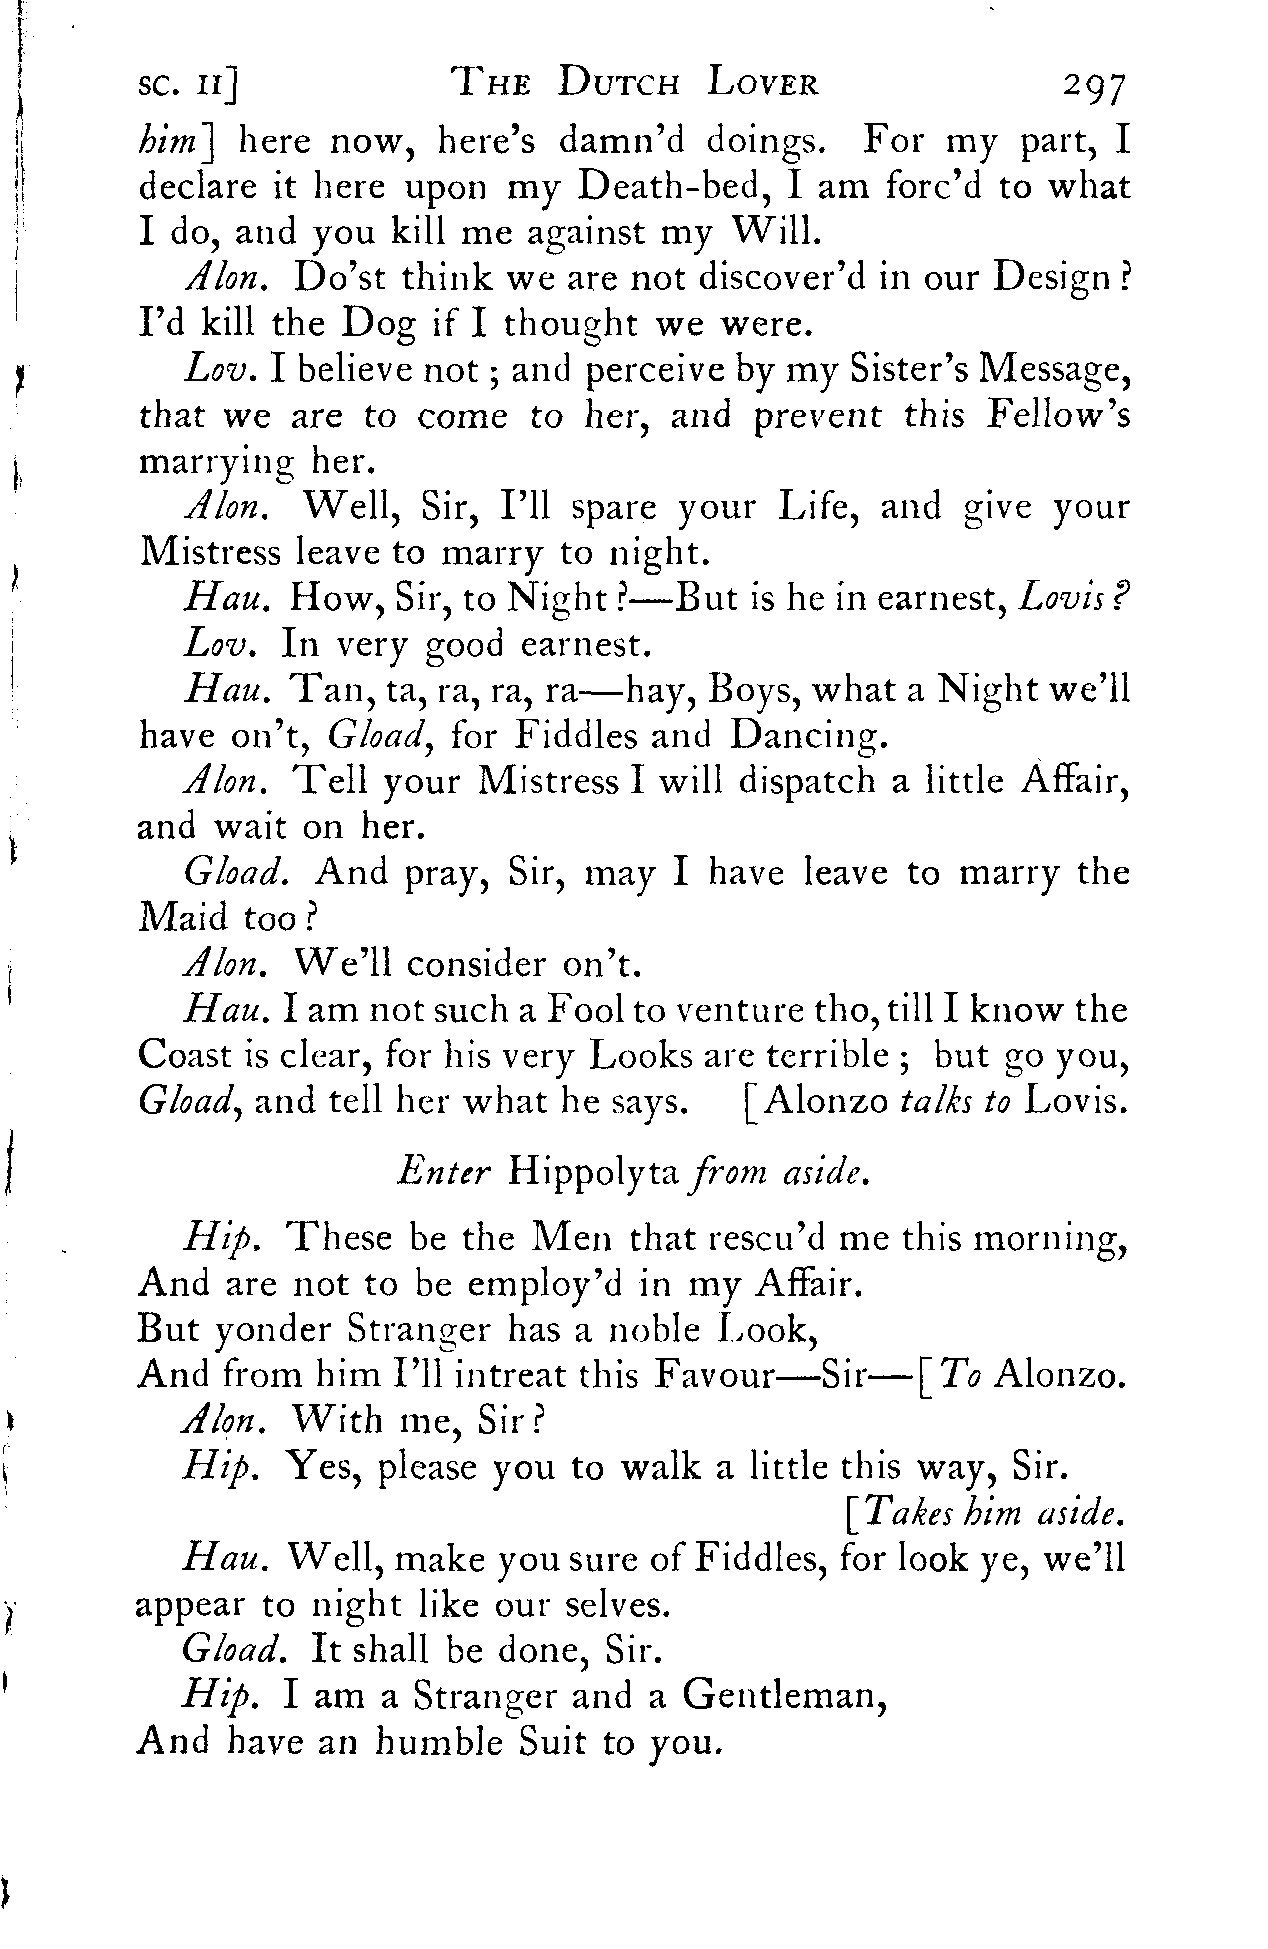 SC. II] THE DUTCH LOVER 297
him] here now, here's damn'd doings. For my part, I
declare it here upon my Death-bed, I am forc'd to what
I do, and you kill me against my Will.
Alon. Do'st think we are not discover'd in our Design?
I'd kill the Dog if I thought we were.
Lov. I believe not; and perceive by my Sister's Message,
that we are to come to her, and prevent this Fellow's
marrying her.
Alon. Well, Sir, I'll spare your Life, and give your
Mistress leave to marry to night.
Hau. How, Sir, to Night?—But is he in earnest, Lovis?
Lov. In very good earnest.
Hau. Tan, ta, ra, ra, ra—hay, Boys, what a Night we'll
have on't, Gload, for Fiddles and Dancing.
Alon. Tell your Mistress I will dispatch a little Affair,
and wait on her.
Gload. And pray, Sir, may I have leave to marry the
Maid too?
Alon. We'll consider on't.
Hau. I am not such a Fool to venture tho, till I know the
Coast is clear, for his very Looks are terrible; but go you,
Gload, and tell her what he says. [Alonzo talks to Lovis.
Enter Hippolyta from aside.
Hip. These be the Men that rescu'd me this morning,
And are not to be employ'd in my Affair.
But yonder Stranger has a noble Look,
And from him I'll intreat this Favour—Sir—[To Alonzo.
Alon. With me, Sir?
Hip. Yes, please you to walk a little this way, Sir.
[Takes him aside.
Hau. Well, make you sure of Fiddles, for look ye, we'll
appear to night like our selves.
Gload. It shall be done, Sir.
Hip. I am a Stranger and a Gentleman,
And have an humble Suit to you.